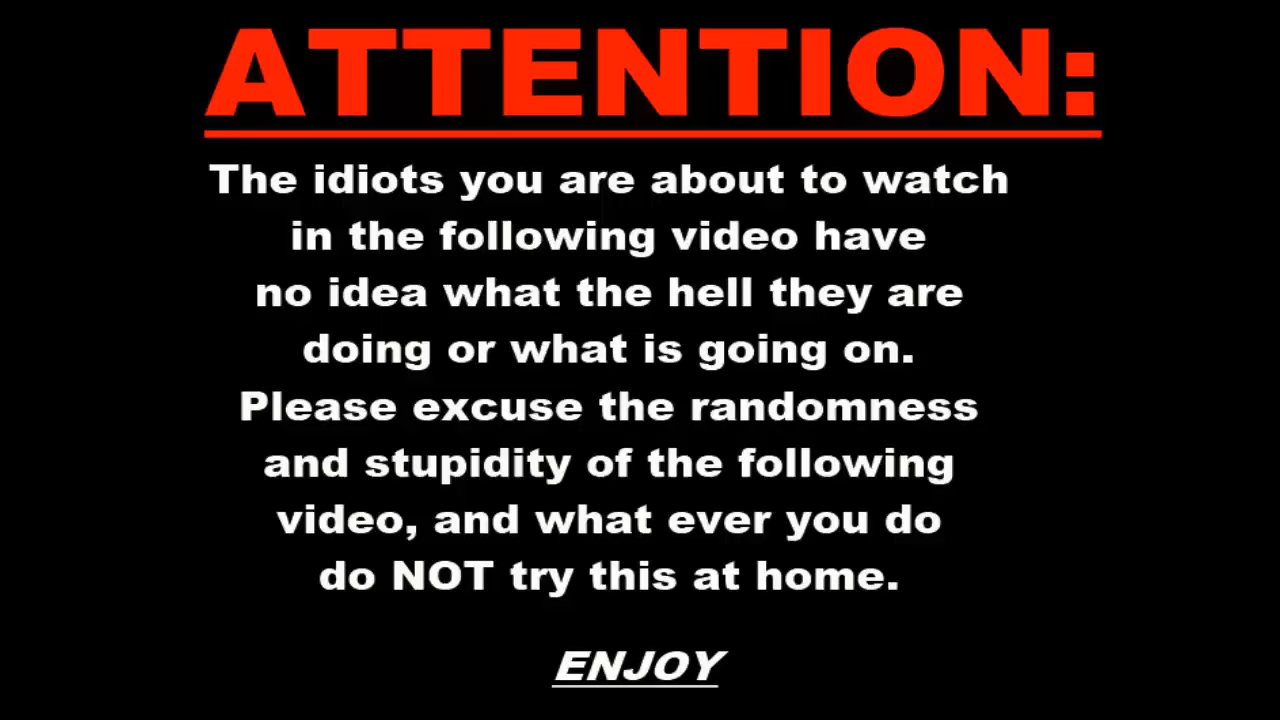 ATTENTION:
The idiots you are about to watch
in the following video have
no idea what the hell they are
doing or what is going on.
Please excuse the randomness
and stupidity of the following
video, and what ever you do
do NOT try this at home.
ENJOY